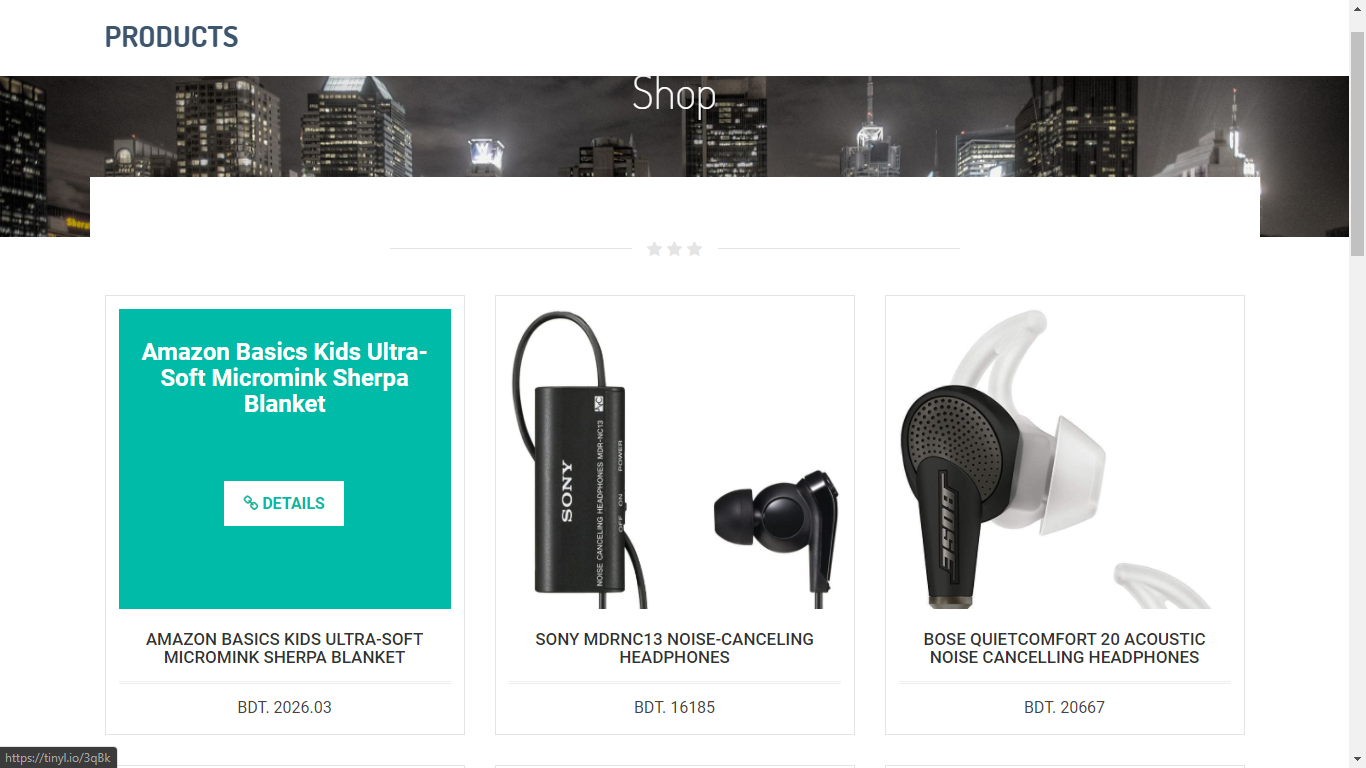 PRODUCTS
Shop
Amazon Basics Kids Ultra-
Soft Micromink Sherpa
Blanket
DETAILS
SONY
NOISE CANCELING HEADPHONES MDR-NC13
POWER
OFF ON
BOSE
AMAZON BASICS KIDS ULTRA-SOFT
MICROMINK SHERPA BLANKET
SONY MDRNC13 NOISE-CANCELING
HEADPHONES
BOSE QUIETCOMFORT 20 ACOUSTIC
NOISE CANCELLING HEADPHONES
BDT. 2026.03
BDT. 16185
BDT. 20667
https://tinyl.io/3qBk